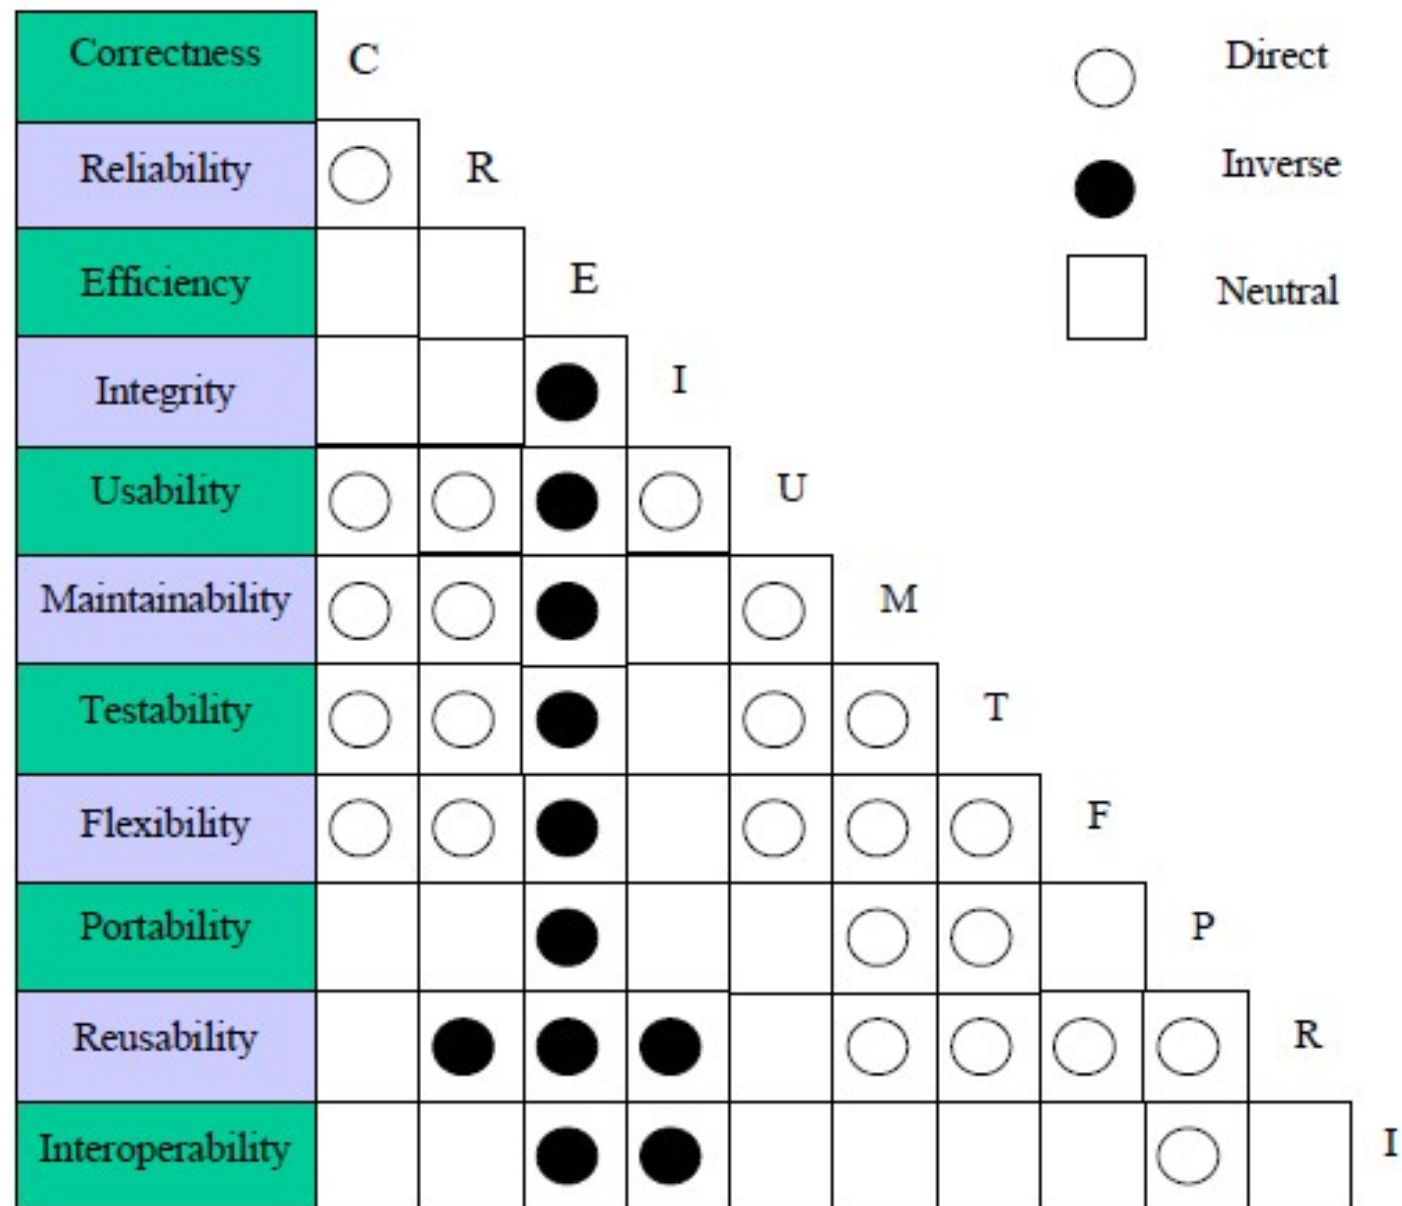 Correctness C
Direct
Reliability R
Inverse
Efficiency E
Neutral
Integrity I
Usability U
Maintainability M
Testability T
Flexibility F
Portability P
Reusability R
Interoperability I